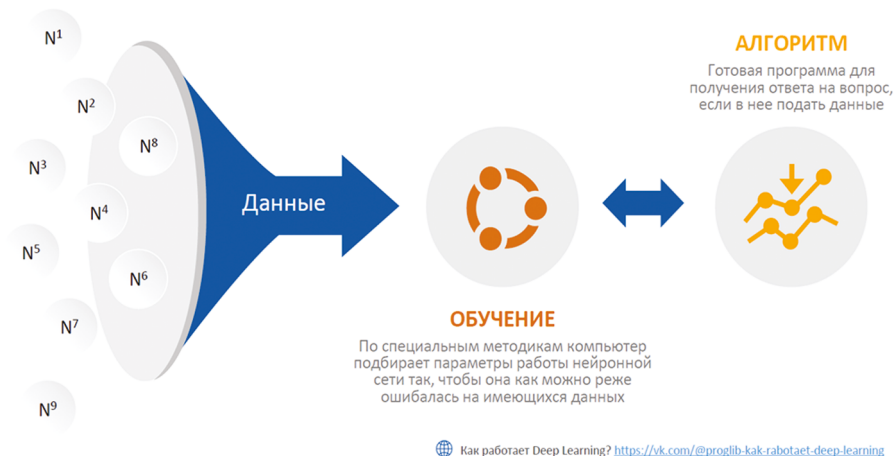 N¹
N²
N³
N⁸
N⁴
N⁵
N⁶
N⁷
N⁹
Данные
ОБУЧЕНИЕ
По специальным методикам компьютер
подбирает параметры работы нейронной
сети так, чтобы она как можно реже
ошибалась на имеющихся данных
АЛГОРИТМ
Готовая программа для
получения ответа на вопрос,
если в нее подать данные
Как работает Deep Learning? https://vk.com/@proglib-kak-rabotaet-deep-learning